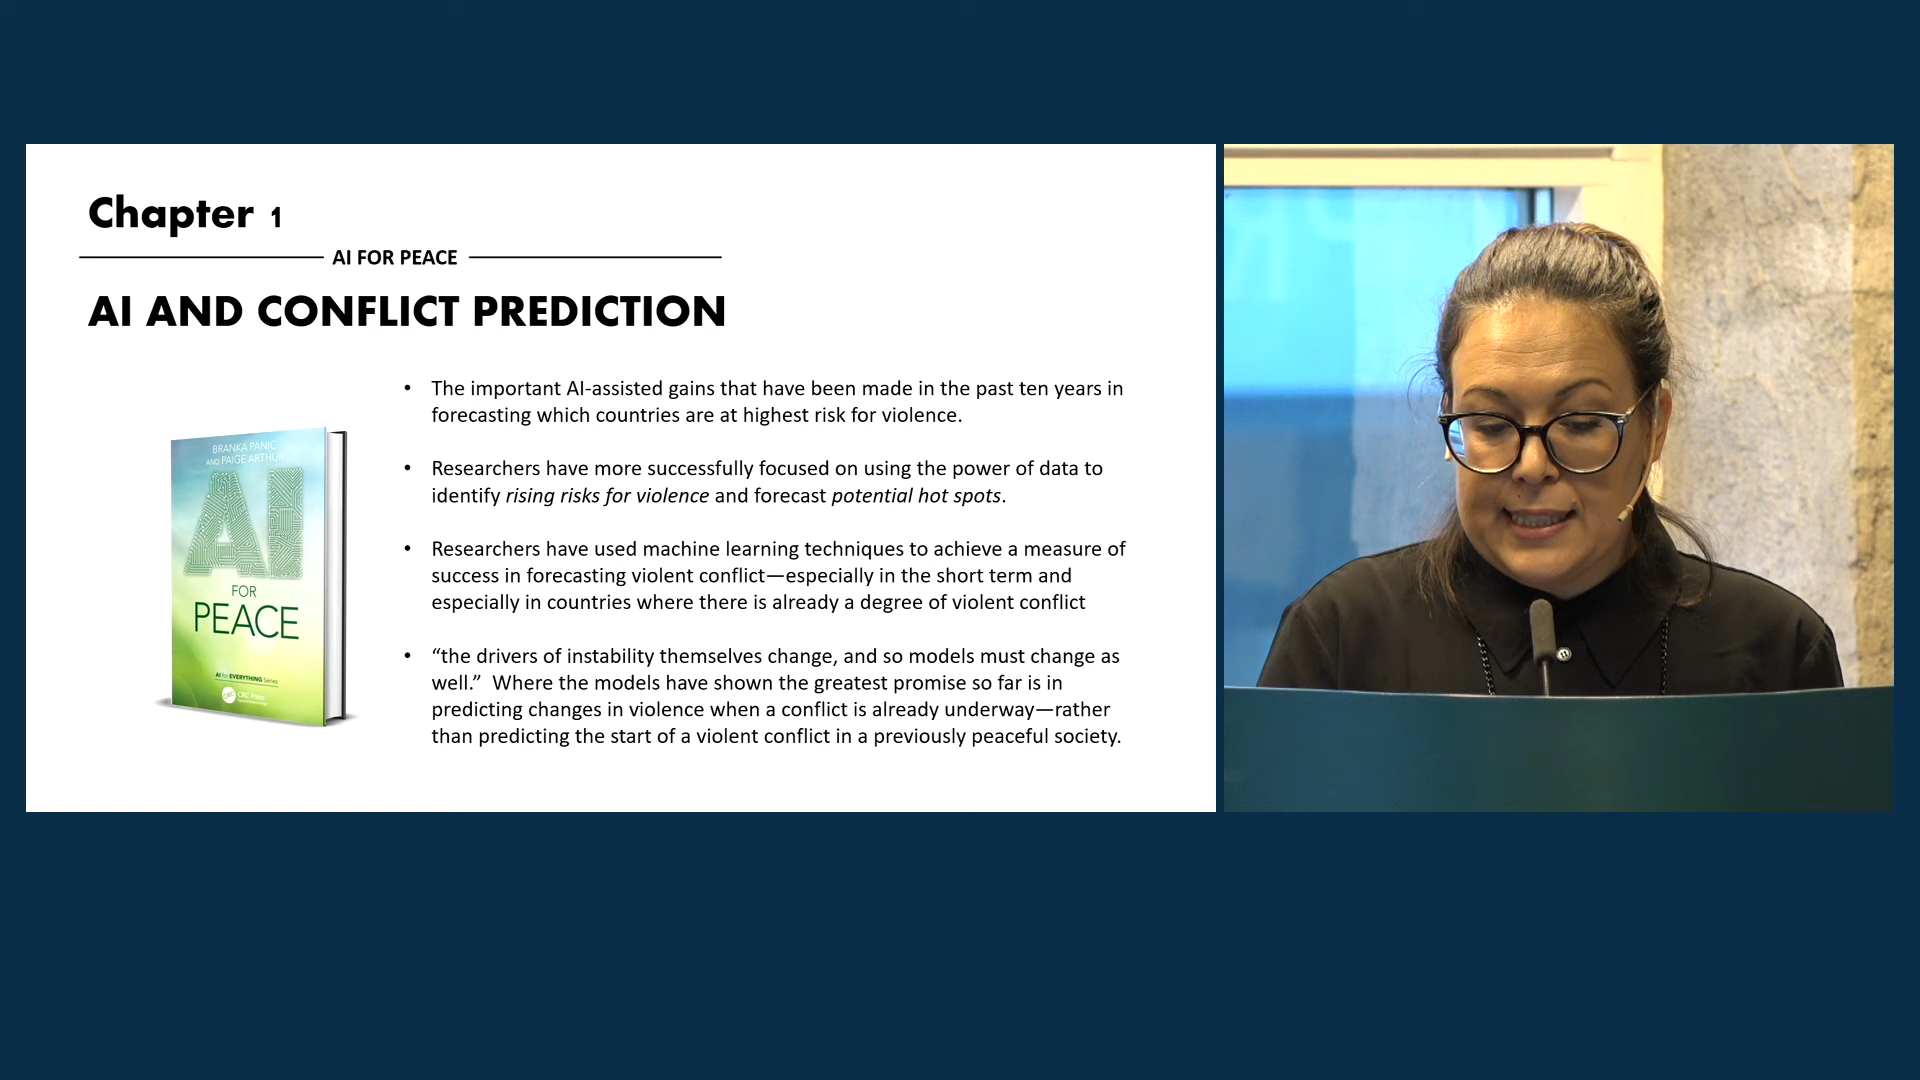 Chapter 1
AI FOR PEACE
AI AND CONFLICT PREDICTION
• The important AI-assisted gains that have been made in the past ten years in
forecasting which countries are at highest risk for violence.
• Researchers have more successfully focused on using the power of data to
identify rising risks for violence and forecast potential hot spots.
• Researchers have used machine learning techniques to achieve a measure of
success in forecasting violent conflict—especially in the short term and
especially in countries where there is already a degree of violent conflict
• “the drivers of instability themselves change, and so models must change as
well.”  Where the models have shown the greatest promise so far is in
predicting changes in violence when a conflict is already underway—rather
than predicting the start of a violent conflict in a previously peaceful society.
BRANKA PANIC
AND PAIGE ARTHUR
AI
FOR
PEACE
AI for EVERYTHING Series
CRC CRC Press